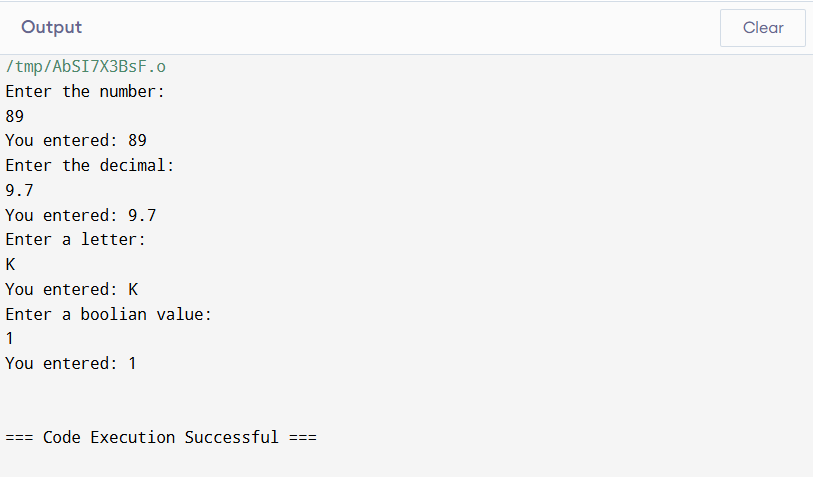 Output
Clear
/tmp/AbSI7X3BsF.o
Enter the number:
89
You entered: 89
Enter the decimal:
9.7
You entered: 9.7
Enter a letter:
K
You entered: K
Enter a boolian value:
1
You entered: 1
=== Code Execution Successful ===